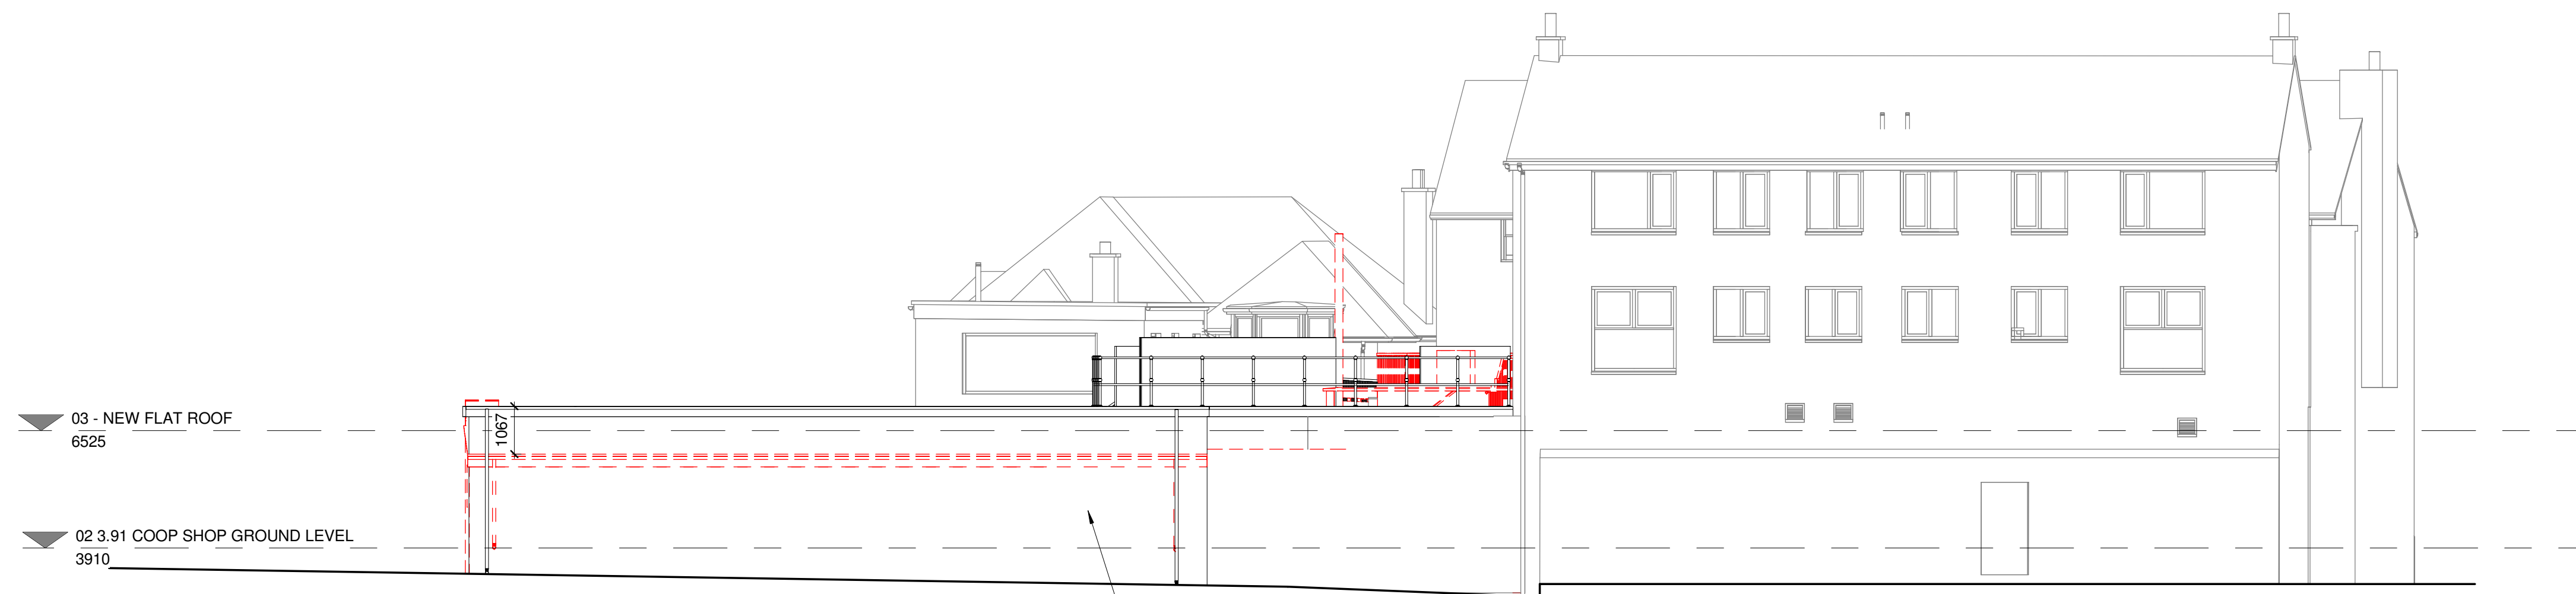 03 - NEW FLAT ROOF
6525
1067
02 3.91 COOP SHOP GROUND LEVEL
3910